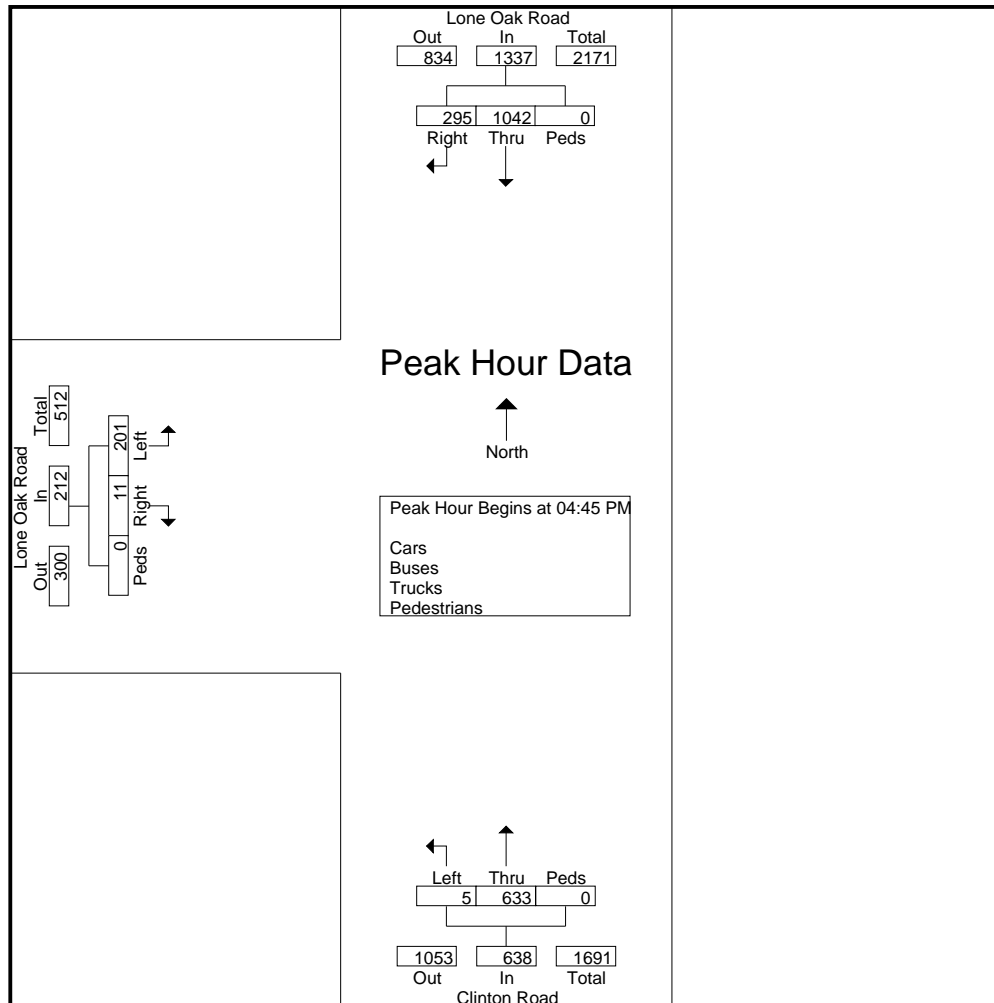 Lone Oak Road
Out In Total
834 1337 2171
295 1042 0
Right Thru Peds
Peak Hour Data
North
Lone Oak Road
Out In Total
300 212 512
0 11 201
Peds Right Left
Peak Hour Begins at 04:45 PM
Cars
Buses
Trucks
Pedestrians
Left Thru Peds
5 633 0
1053 638 1691
Out In Total
Clinton Road